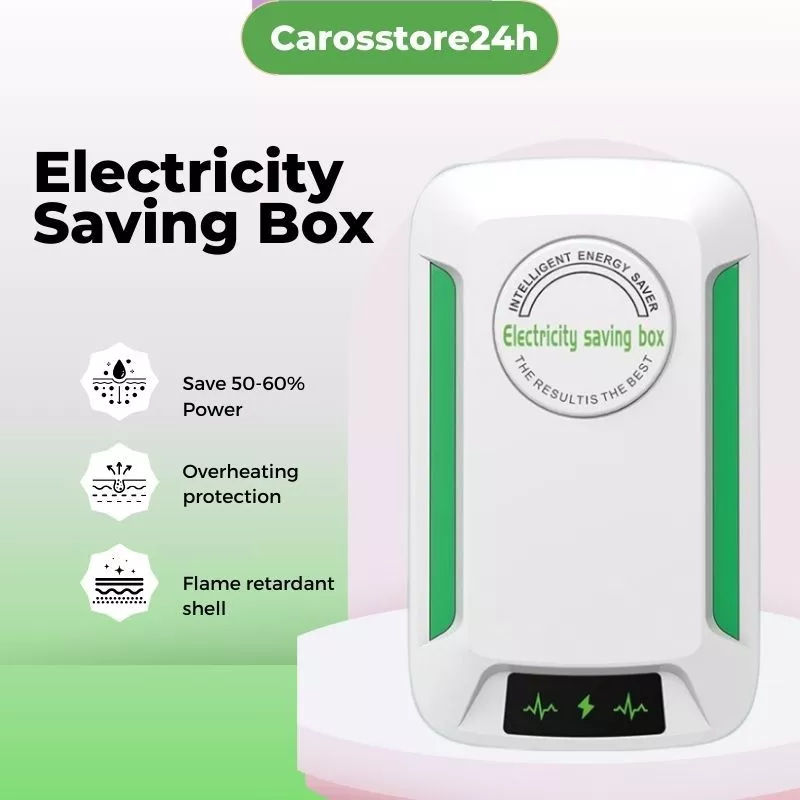 Carosstore24h
Electricity
Saving Box
INTELLIGENT ENERGY SAVER
Electricity saving box
THE RESULTIS THE BEST
Save 50-60%
Power
Overheating
protection
Flame retardant
shell